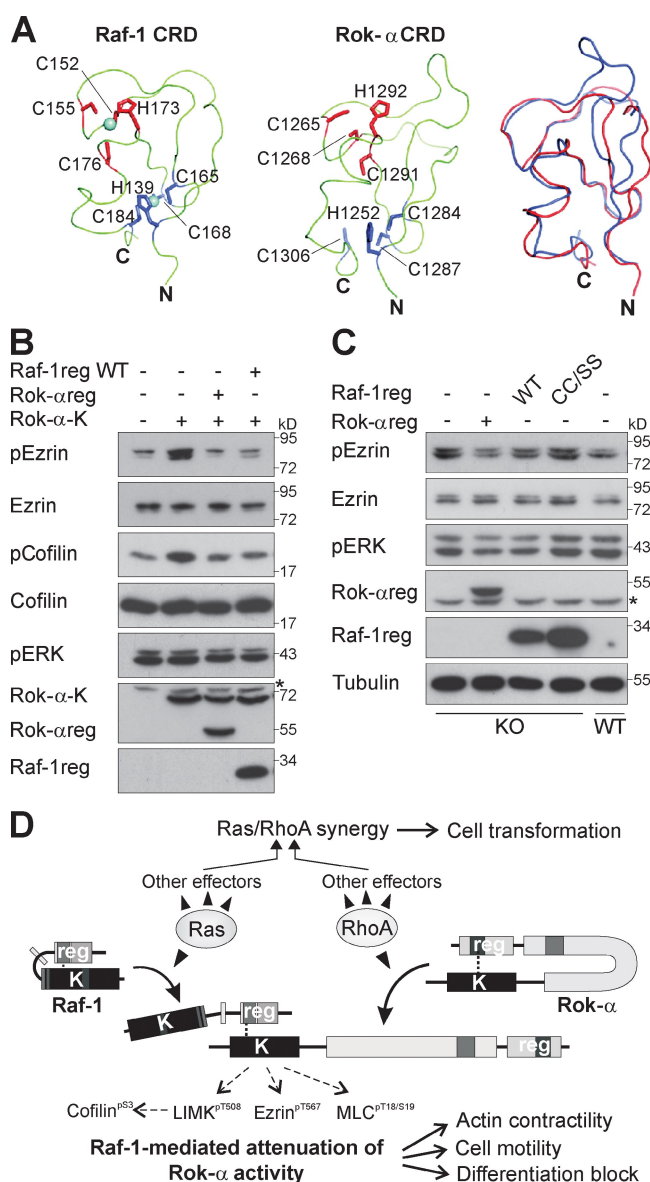 A
Raf-1 CRD
Rok-αCRD
C152
C155
H173
C176
C165
H139
C184
C168
C
N
H1292
C1265
C1268
C1291
H1252
C1284
C1306
C1287
C
N
C
N
B
Raf-1reg WT - - - +
Rok-αreg - - + -
Rok-α-K - + + + kD
pEzrin 95 72
Ezrin 95 72
pCofilin 17
Cofilin 17
pERK 43
*
Rok-α-K 72
Rok-αreg 55
Raf-1reg 34
C
Raf-1reg - - WT CC/SS -
Rok-αreg - + - - - kD
pEzrin 95 72
Ezrin 95 72
pERK 43
Rok-αreg 55 *
Raf-1reg 34
Tubulin 55
KO WT
D
Ras/RhoA synergy Cell transformation
Other effectors Other effectors
Ras RhoA
reg
K
Raf-1
reg
K
Rok-α
K reg
K reg
Cofilin pS3 LIMK pT508 Ezrin pT567 MLC pT18/S19
Raf-1-mediated attenuation of
Rok-α activity
Actin contractility
Cell motility
Differentiation block